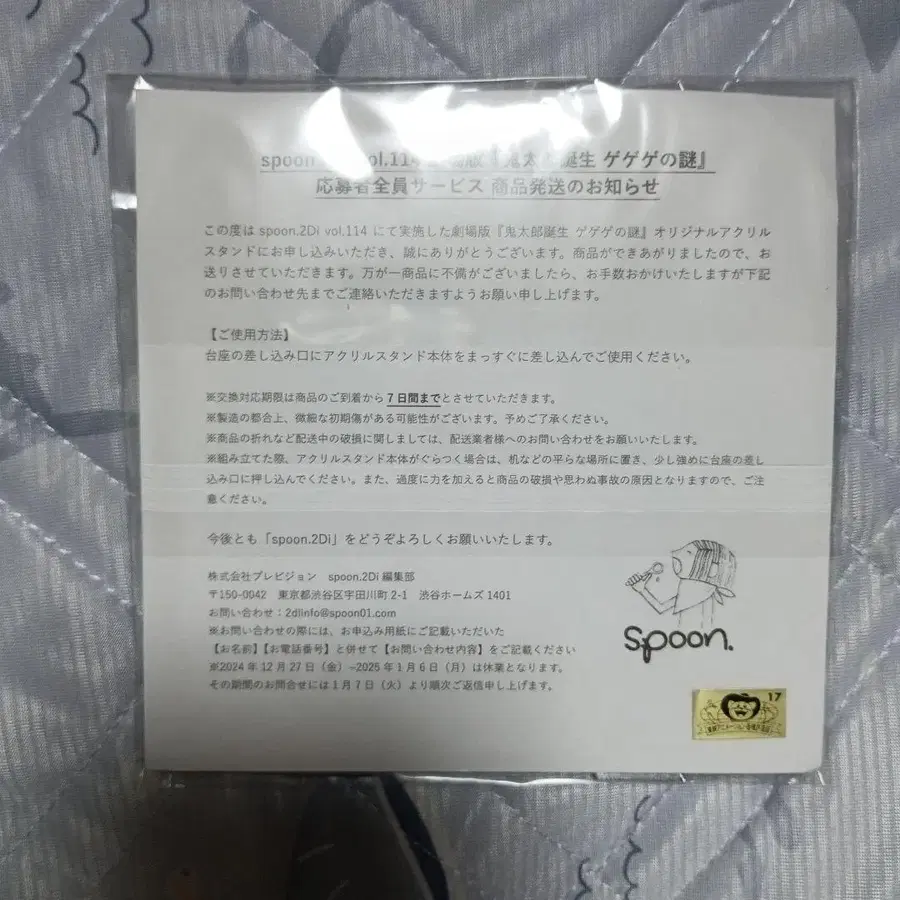 spoon vol.114 『鬼太 誕生 ゲゲゲの謎』
応募者全員サービス 商品発送のお知らせ
この度は spoon.2Di vol.114 にて実施した劇場版『鬼太郎誕生 ゲゲゲの謎』オリジナルアクリル
スタンドにお申し込みいただき、誠にありがとうございます。商品ができあがりましたので、お
送りさせていただきます。万が一商品に不備がございましたら、お手数おかけいたしますが下記
のお問い合わせ先までご連絡いただきますようお願い申し上げます。
【ご使用方法】
台座の差し込み口にアクリルスタンド本体をまっすぐに差し込んでご使用ください。
※交換対応期限は商品のご到着から7日間までとさせていただきます。
※製造の都合上、微細な初期傷がある可能性がございます。予めご了承ください。
※商品の折れなど配送中の破損に関しましては、配送業者様へのお問い合わせをお願いいたします。
※組み立てた際、アクリルスタンド本体がぐらつく場合は、机などの平らな場所に置き、少し強めに台座の差し
込み口に押し込んでください。また、過度に力を加えると商品の破損や思わぬ事故の原因となりますので、ご注
意ください。
今後とも「spoon.2Di」をどうぞよろしくお願いいたします。
株式会社プレビジョン spoon.2Di 編集部
〒150-0042 東京都渋谷区宇田川町 2-1 渋谷ホームズ 1401
お問い合わせ：2diinfo@spoon01.com
※お問い合わせの際には、お申込み用紙にご記載いただいた
【お名前】【お電話番号】と併せて【お問い合わせ内容】をご記載ください
※2024 年 12 月 27 日（金）~2025 年 1 月 6 日（月）は休業となります。
その期間のお問合せには 1 月 7 日（火）より順次ご返信申し上げます。
spoon.
17